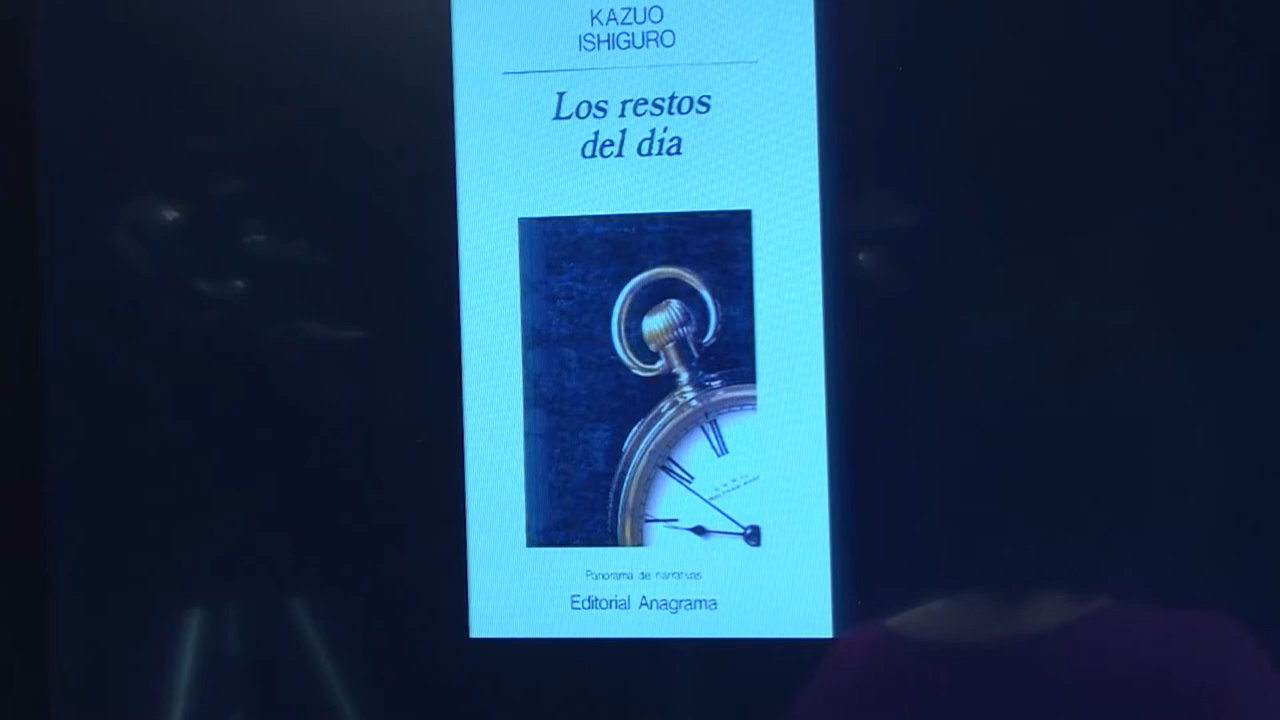 KAZUO
ISHIGURO
Los restos
del día
Panorama de narrativas
Editorial Anagrama